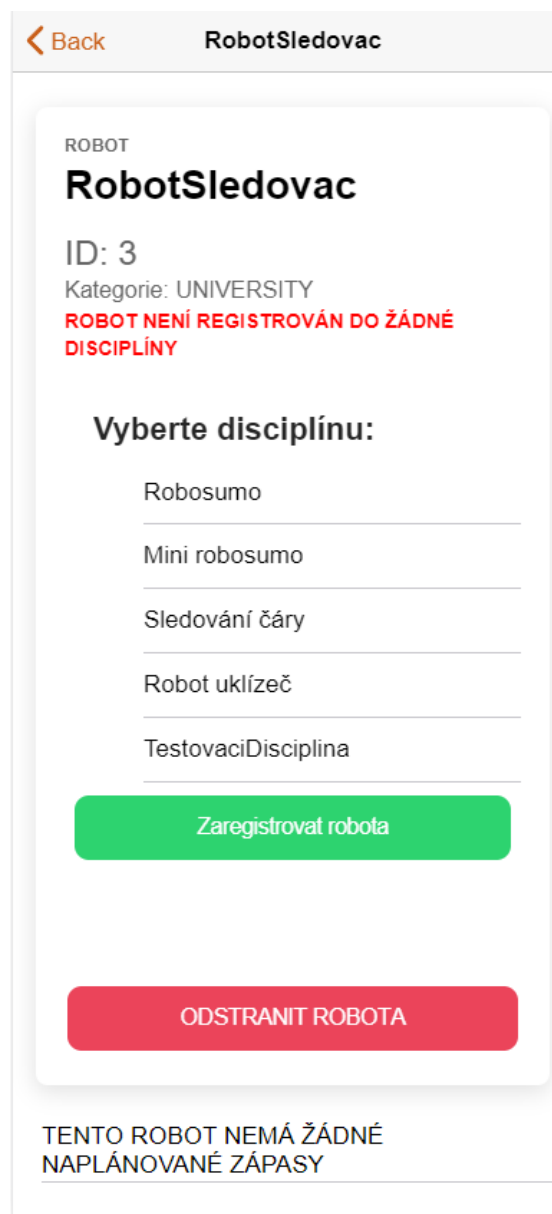 Back RobotSledovac
ROBOT
RobotSledovac
ID: 3
Kategorie: UNIVERSITY
ROBOT NENÍ REGISTROVÁN DO ŽÁDNÉ
DISCIPLÍNY
Vyberte disciplínu:
Robosumo
Mini robosumo
Sledování čáry
Robot uklízeč
TestovaciDisciplina
Zaregistrovat robota
ODSTRANIT ROBOTA
TENTO ROBOT NEMÁ ŽÁDNÉ
NAPLÁNOVANÉ ZÁPASY